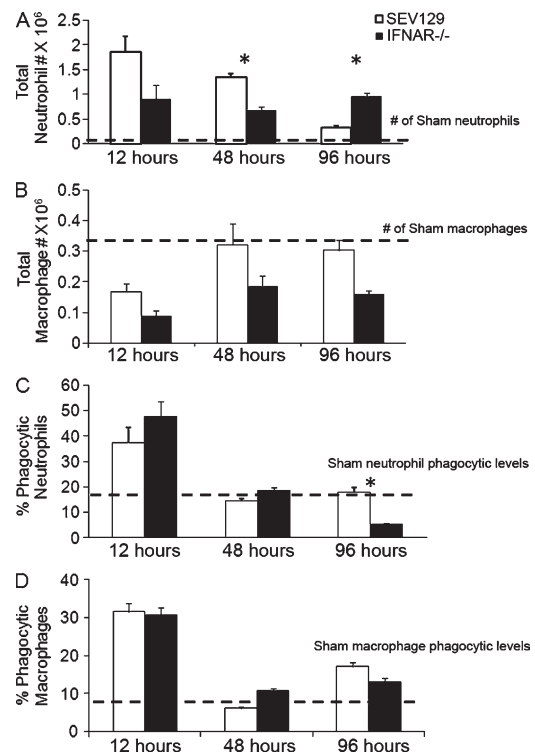 A
SEV129
IFNAR-/-
Total
Neutrophil# X 10⁶
2.5
2
1.5
1
0.5
0
*
*
# of Sham neutrophils
12 hours 48 hours 96 hours
B
Total
Macrophage# X10⁶
0.5
0.4
0.3
0.2
0.1
0
# of Sham macrophages
12 hours 48 hours 96 hours
C
% Phagocytic
Neutrophils
60
50
40
30
20
10
0
Sham neutrophil phagocytic levels
*
12 hours 48 hours 96 hours
D
% Phagocytic
Macrophages
40
30
20
10
0
Sham macrophage phagocytic levels
12 hours 48 hours 96 hours